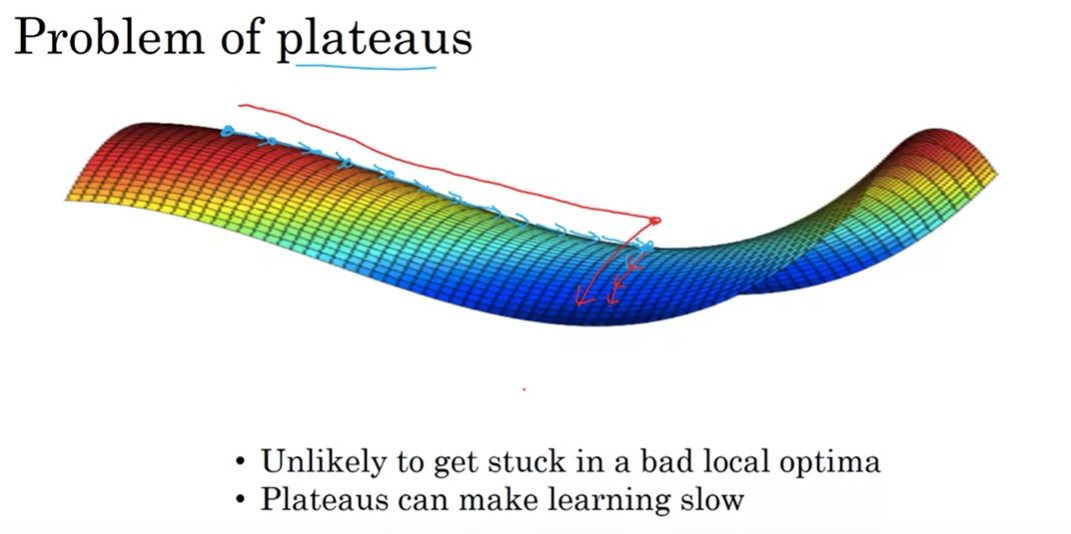 Problem of plateaus
• Unlikely to get stuck in a bad local optima
• Plateaus can make learning slow